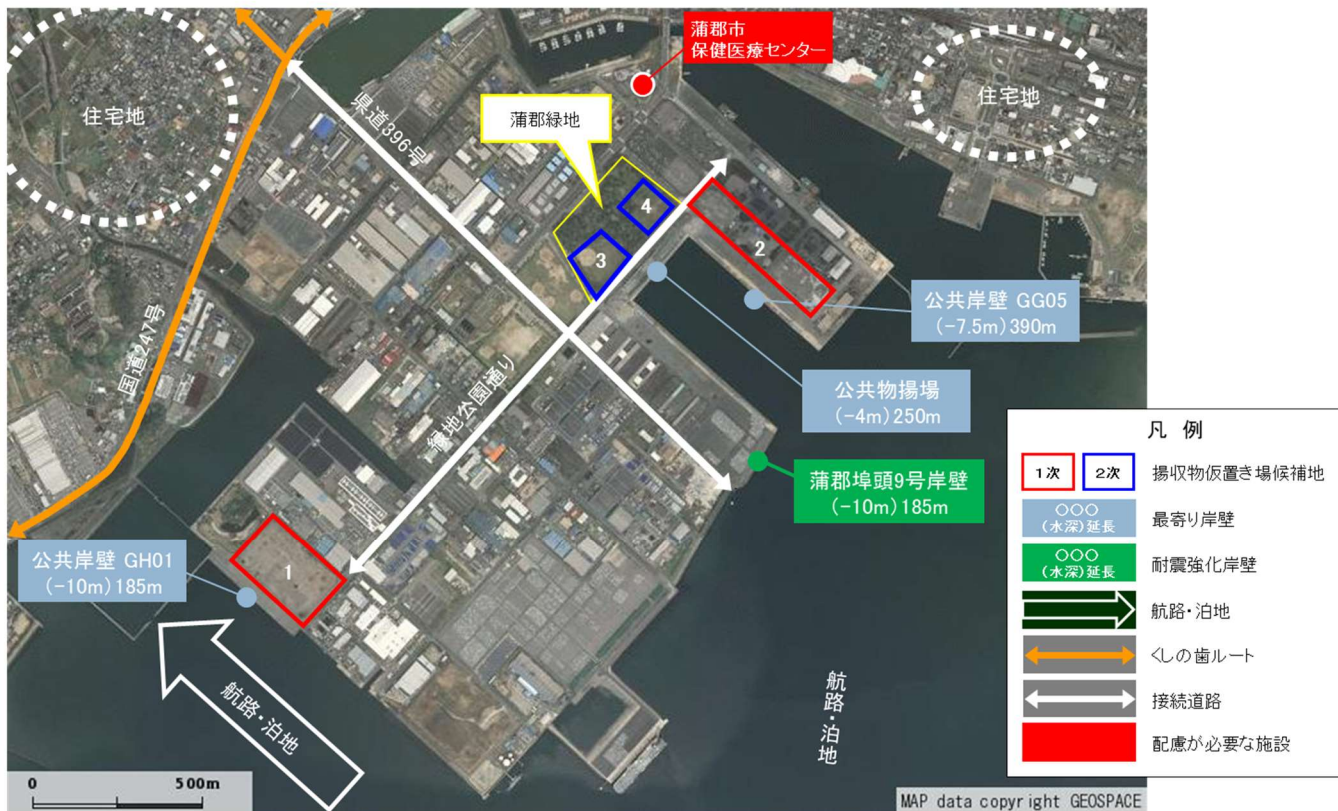 蒲郡市
保健医療センター
住宅地
住宅地
県道396号
蒲郡緑地
4
3
2
国道247号
公共岸壁 GG05
(-7.5m)390m
緑地公園通り
公共物揚場
(-4m)250m
蒲郡埠頭9号岸壁
(-10m)185m
公共岸壁 GH01
(-10m)185m
1
航路・泊地
航路・泊地
凡 例
1次
2次
揚収物仮置き場候補地
○○○
(水深)延長
最寄り岸壁
○○○
(水深)延長
耐震強化岸壁
航路・泊地
くしの歯ルート
接続道路
配慮が必要な施設
0 500m
MAP data copyright GEOSPACE